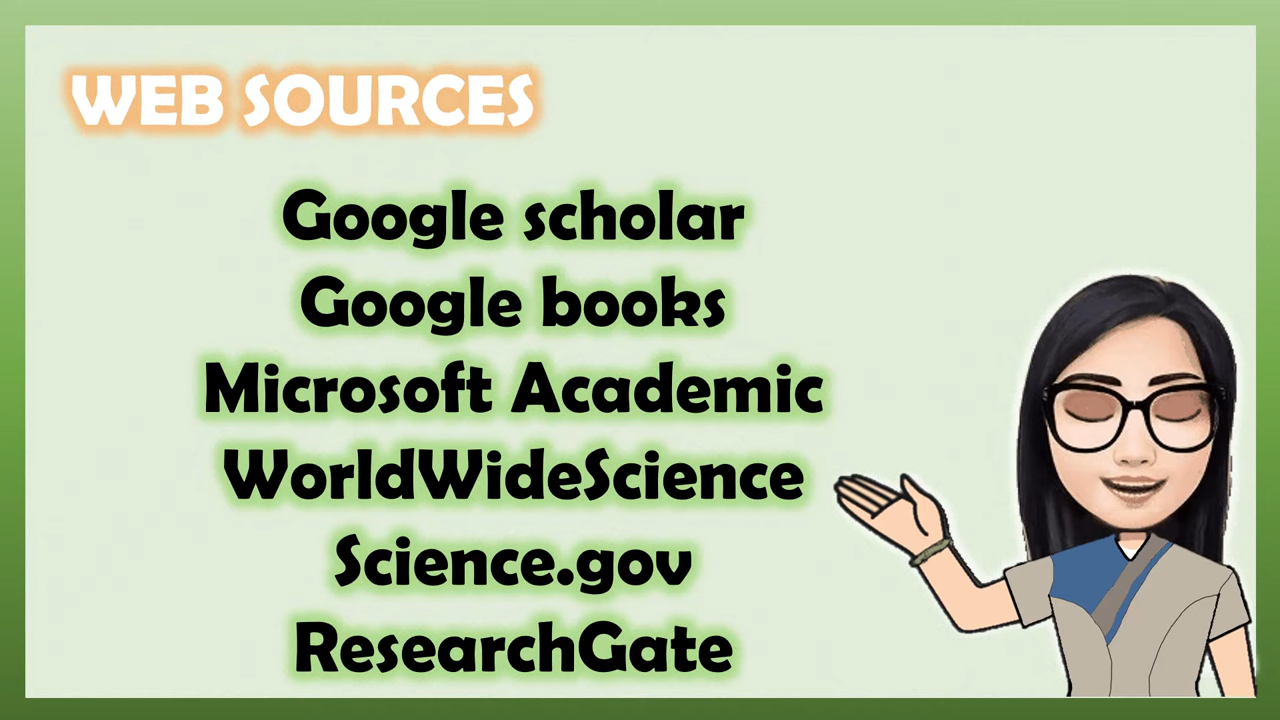 WEB SOURCES
Google scholar
Google books
Microsoft Academic
WorldWideScience
Science.gov
ResearchGate